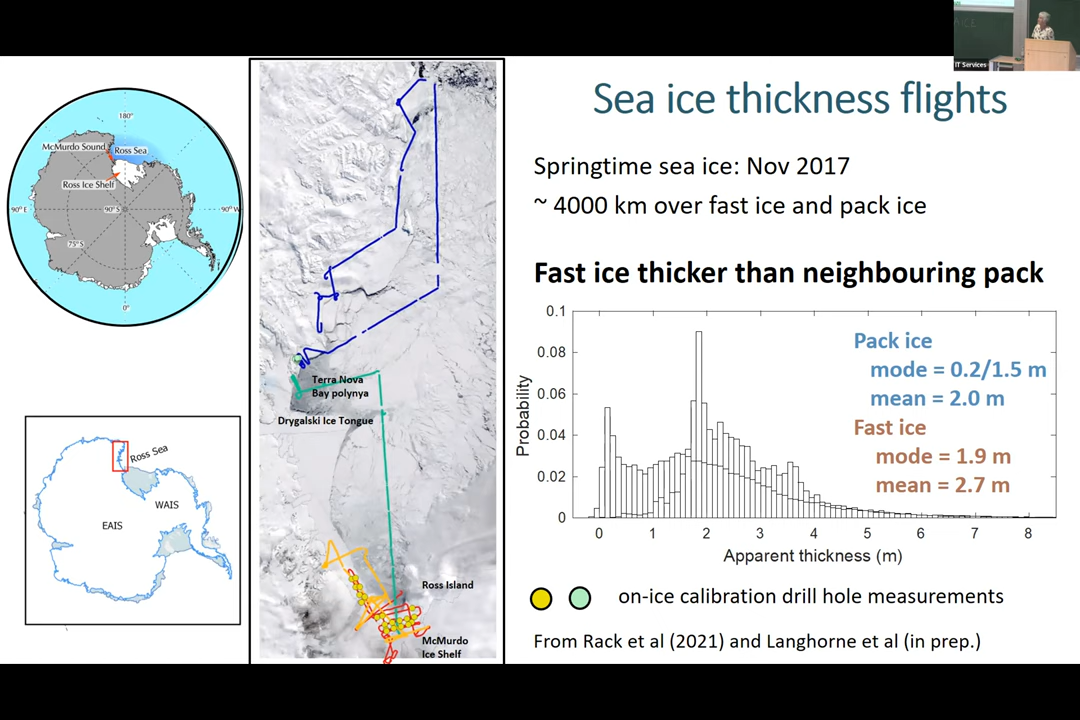 IT Services
Sea ice thickness flights
180°
McMurdo Sound
Ross Sea
Ross Ice Shelf
90° E
90° S
90° W
75° S
0°
Ross Sea
WAIS
EAIS
Terra Nova
Bay polynya
Drygalski Ice Tongue
Ross Island
McMurdo
Ice Shelf
Springtime sea ice: Nov 2017
~ 4000 km over fast ice and pack ice
Fast ice thicker than neighbouring pack
0.1
0.08
0.06
0.04
0.02
0
Probability
0 1 2 3 4 5 6 7 8
Apparent thickness (m)
Pack ice
mode = 0.2/1.5 m
mean = 2.0 m
Fast ice
mode = 1.9 m
mean = 2.7 m
on-ice calibration drill hole measurements
From Rack et al (2021) and Langhorne et al (in prep.)